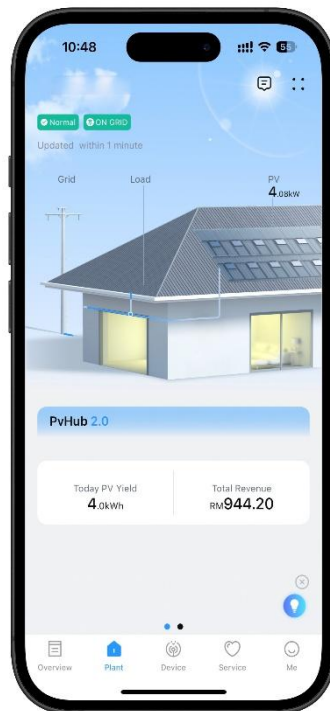 10:48
55
Normal ON GRID
Updated within 1 minute
Grid Load PV
4.08kW
PvHub 2.0
Today PV Yield Total Revenue
4.0kWh RM944.20
Overview Plant Device Service Me